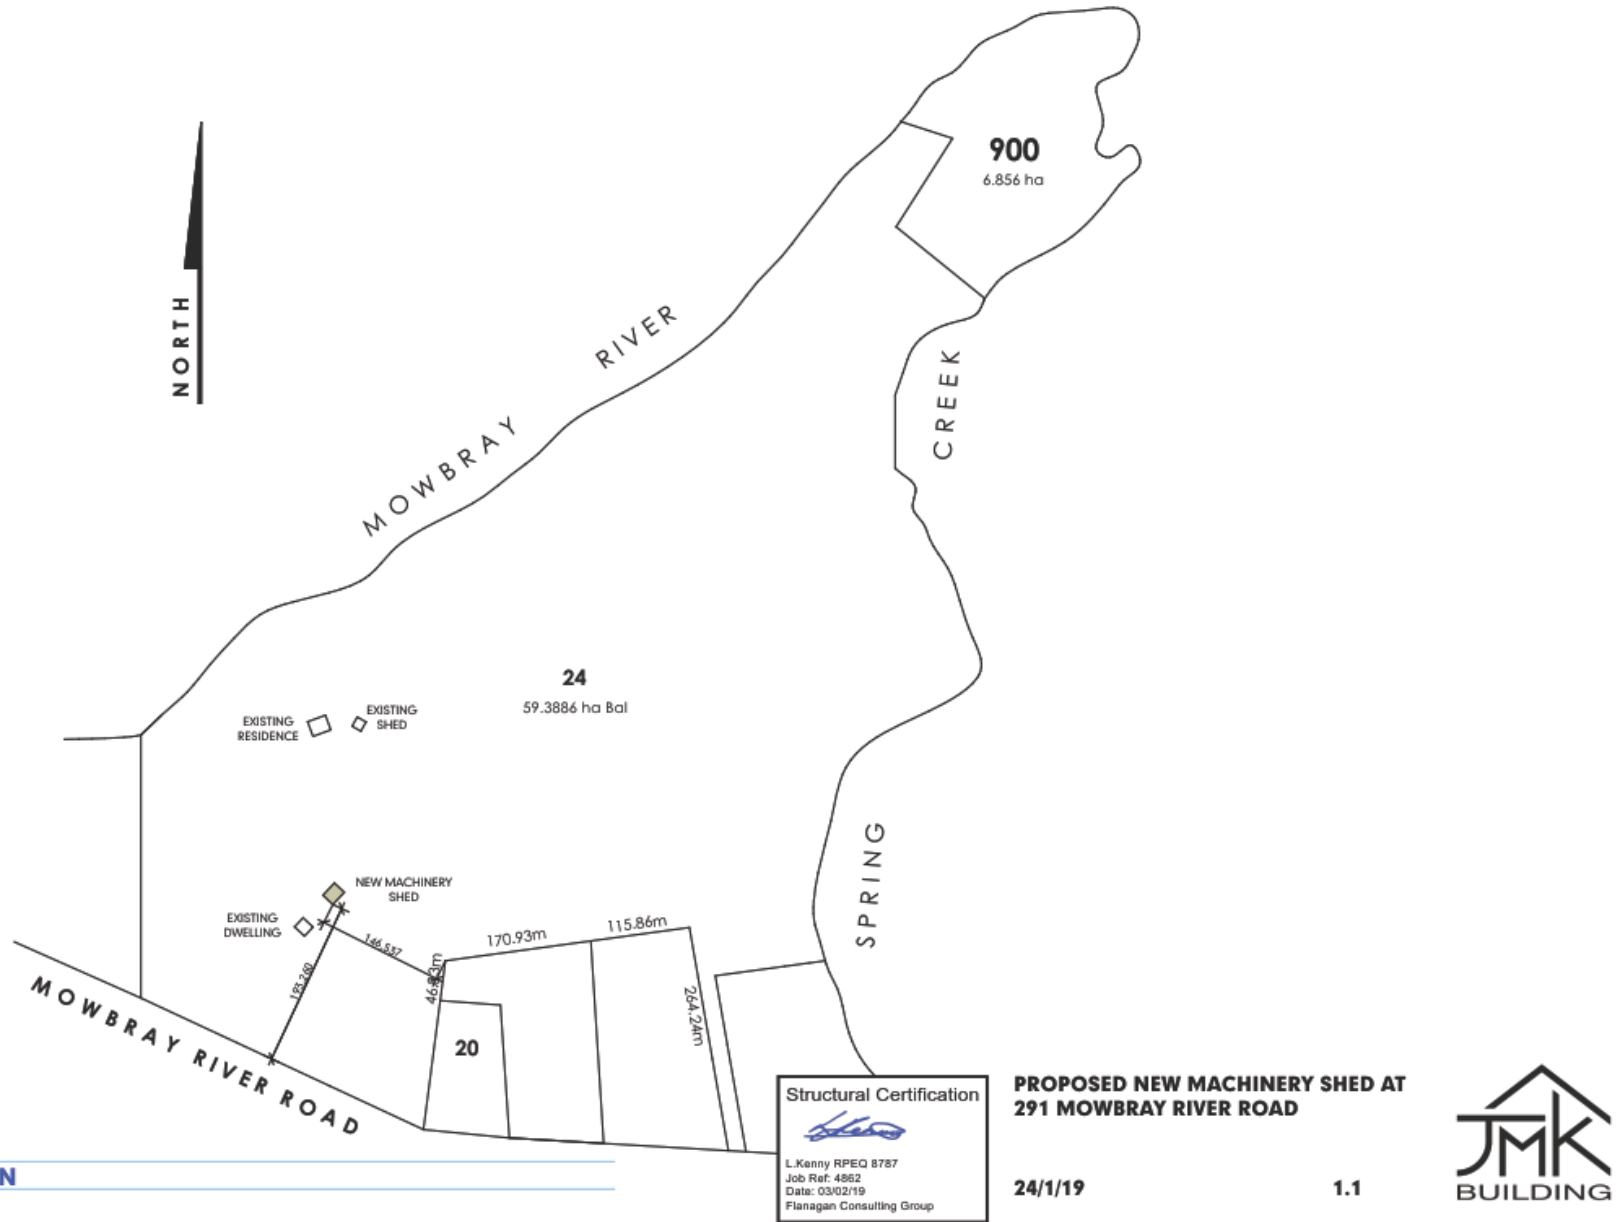 900
6.856 ha
NORTH
MOWBRAY RIVER
CREEK
24
59.3886 ha Bal
EXISTING
RESIDENCE
EXISTING
SHED
SPRING
NEW MACHINERY
SHED
EXISTING
DWELLING
146.537
193.260
170.93m
115.86m
264.24m
20
MOWBRAY RIVER ROAD
N
Structural Certification
L.Kenny RPEQ 8787
Job Ref: 4862
Date: 03/02/19
Flanagan Consulting Group
PROPOSED NEW MACHINERY SHED AT
291 MOWBRAY RIVER ROAD
24/1/19
1.1
JMK
BUILDING